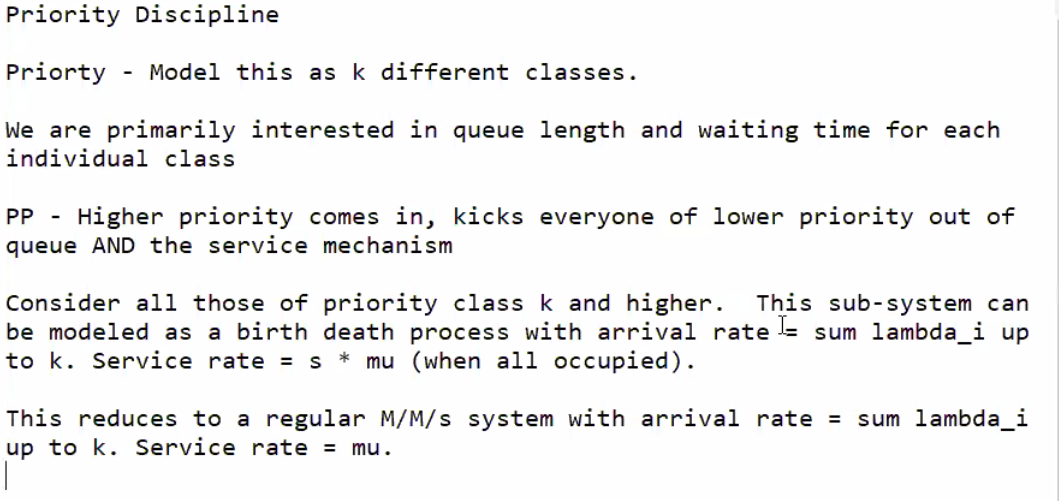 Priority Discipline
Priorty - Model this as k different classes.
We are primarily interested in queue length and waiting time for each
individual class
PP - Higher priority comes in, kicks everyone of lower priority out of
queue AND the service mechanism
Consider all those of priority class k and higher.  This sub-system can
be modeled as a birth death process with arrival rate = sum lambda_i up
to k. Service rate = s * mu (when all occupied).
This reduces to a regular M/M/s system with arrival rate = sum lambda_i
up to k. Service rate = mu.